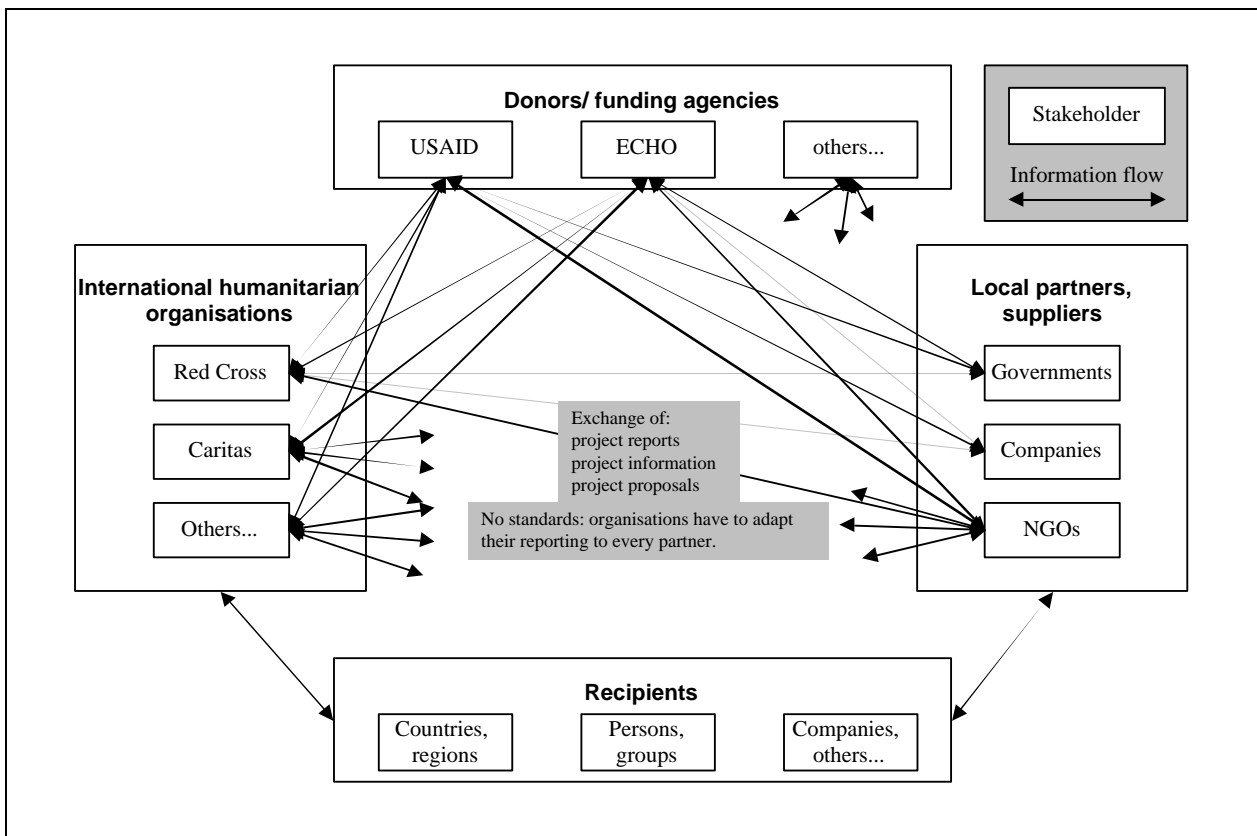 Donors/ funding agencies
USAID
ECHO
others...
Stakeholder
Information flow
International humanitarian
organisations
Red Cross
Caritas
Others...
Local partners,
suppliers
Governments
Companies
NGOs
Exchange of:
project reports
project information
project proposals
No standards: organisations have to adapt
their reporting to every partner.
Recipients
Countries,
regions
Persons,
groups
Companies,
others...